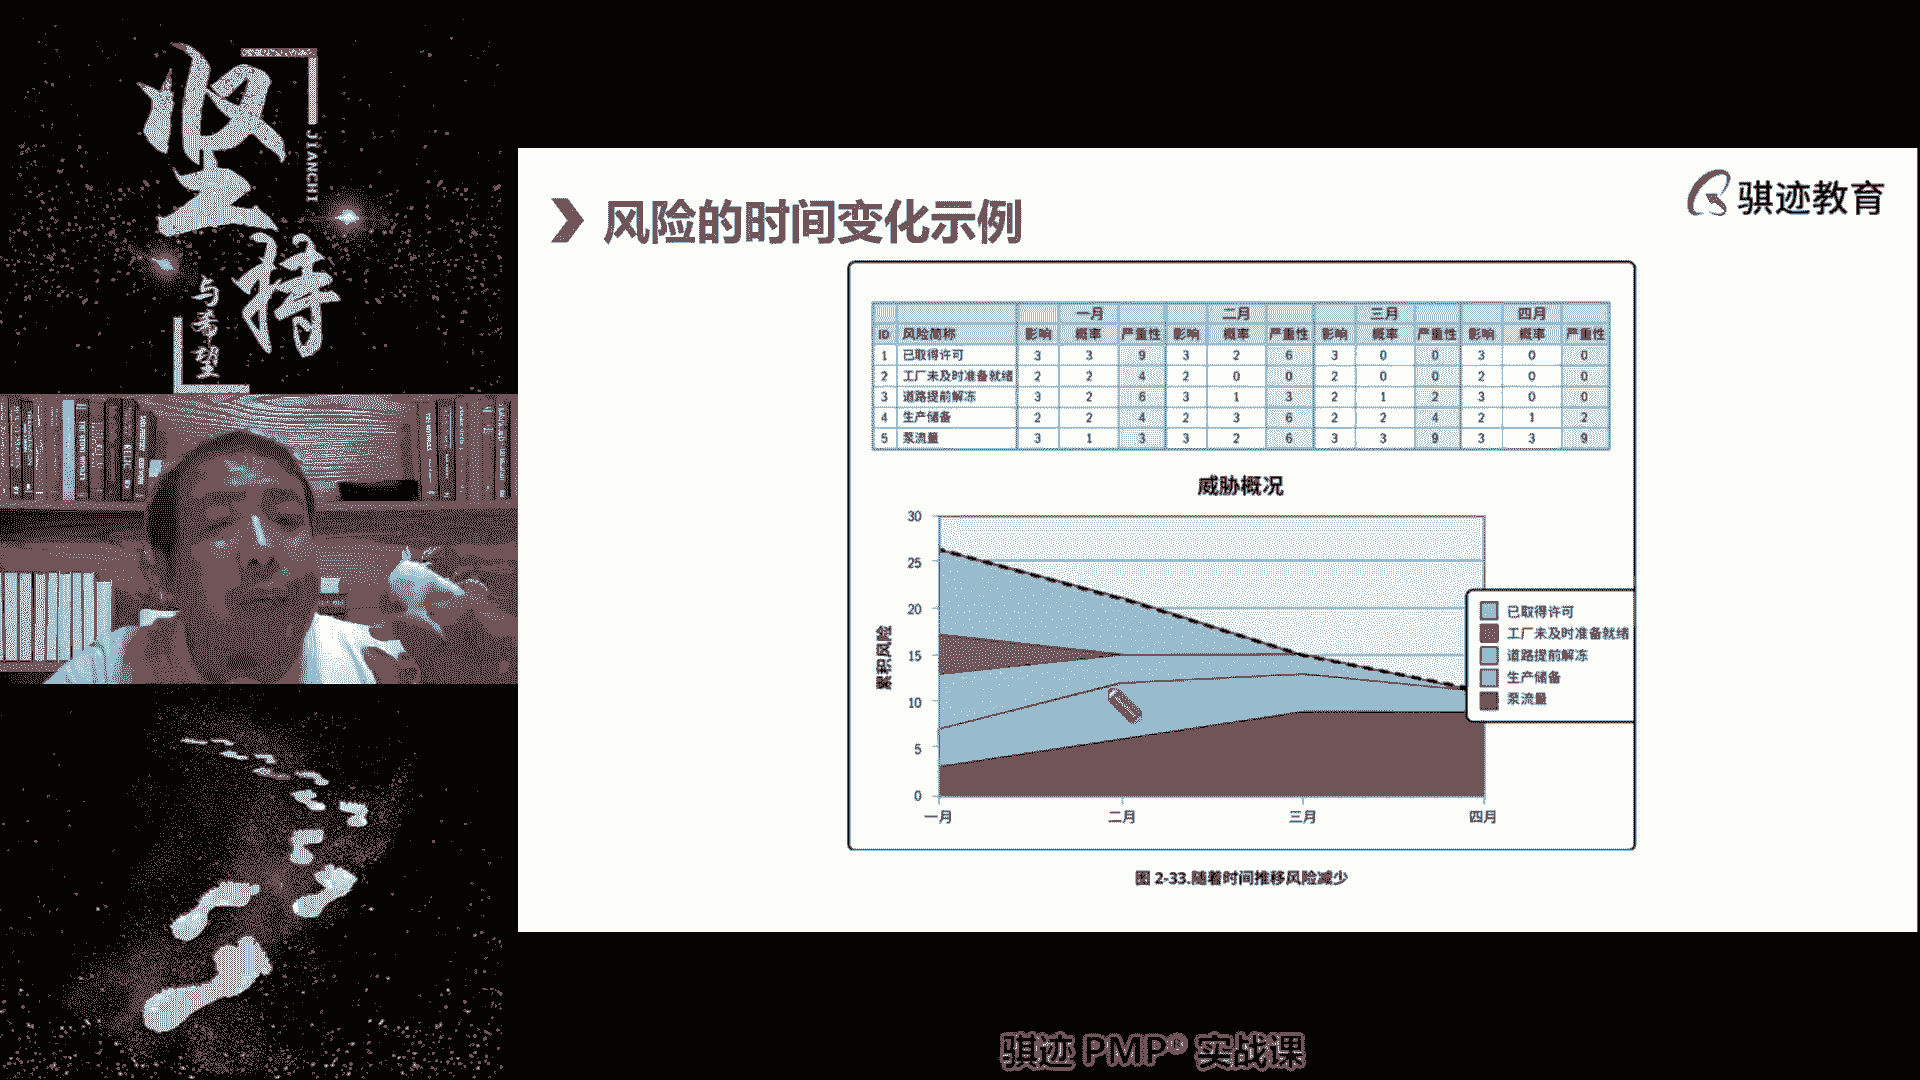 坚持
JIANCHI
与希望
风险的时间变化示例
骐迹教育
一月 二月 三月 四月
ID 风险简称 影响 概率 严重性 影响 概率 严重性 影响 概率 严重性 影响 概率 严重性
1 已取得许可 3 3 9 3 2 6 3 0 0 3 0 0
2 工厂未及时准备就绪 2 2 4 2 0 0 2 0 0 2 0 0
3 道路提前解冻 3 2 6 3 1 3 2 1 2 3 0 0
4 生产储备 2 2 4 2 3 6 2 2 4 2 1 2
5 泵流量 3 1 3 3 2 6 3 3 9 3 3 9
威胁概况
累积风险
30
25
20
15
10
5
0
一月 二月 三月 四月
已取得许可
工厂未及时准备就绪
道路提前解冻
生产储备
泵流量
图 2-33.随着时间推移风险减少
骐迹 PMP® 实战课